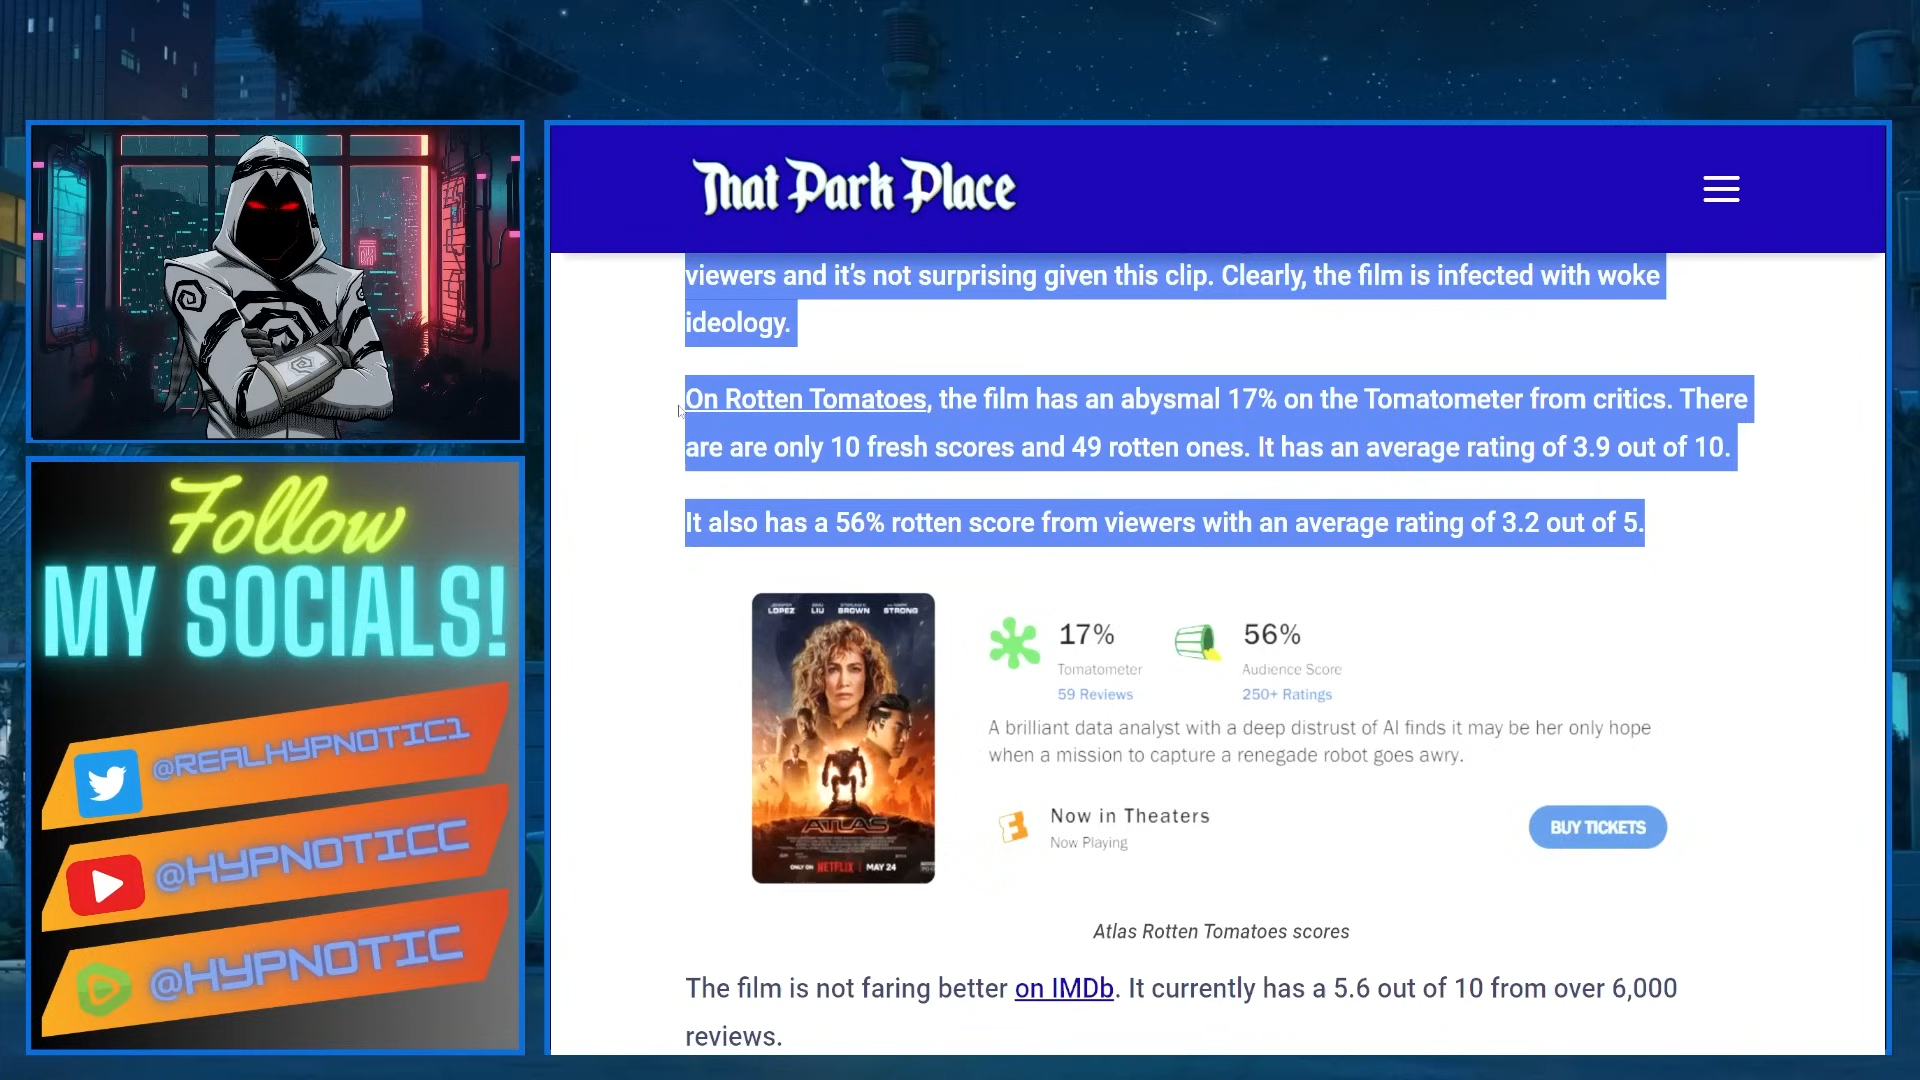 That Park Place
viewers and it's not surprising given this clip. Clearly, the film is infected with woke
ideology.
On Rotten Tomatoes, the film has an abysmal 17% on the Tomatometer from critics. There
are are only 10 fresh scores and 49 rotten ones. It has an average rating of 3.9 out of 10.
It also has a 56% rotten score from viewers with an average rating of 3.2 out of 5.
LOPEZ LIU BROWN STRONG
ATLAS
ONLY ON NETFLIX MAY 24
17%
Tomatometer
59 Reviews
56%
Audience Score
250+ Ratings
A brilliant data analyst with a deep distrust of AI finds it may be her only hope
when a mission to capture a renegade robot goes awry.
Now in Theaters
Now Playing
BUY TICKETS
Atlas Rotten Tomatoes scores
The film is not faring better on IMDb. It currently has a 5.6 out of 10 from over 6,000
reviews.
Follow
MY SOCIALS!
@REALHYPNOTIC1
@HYPNOTICC
@HYPNOTIC